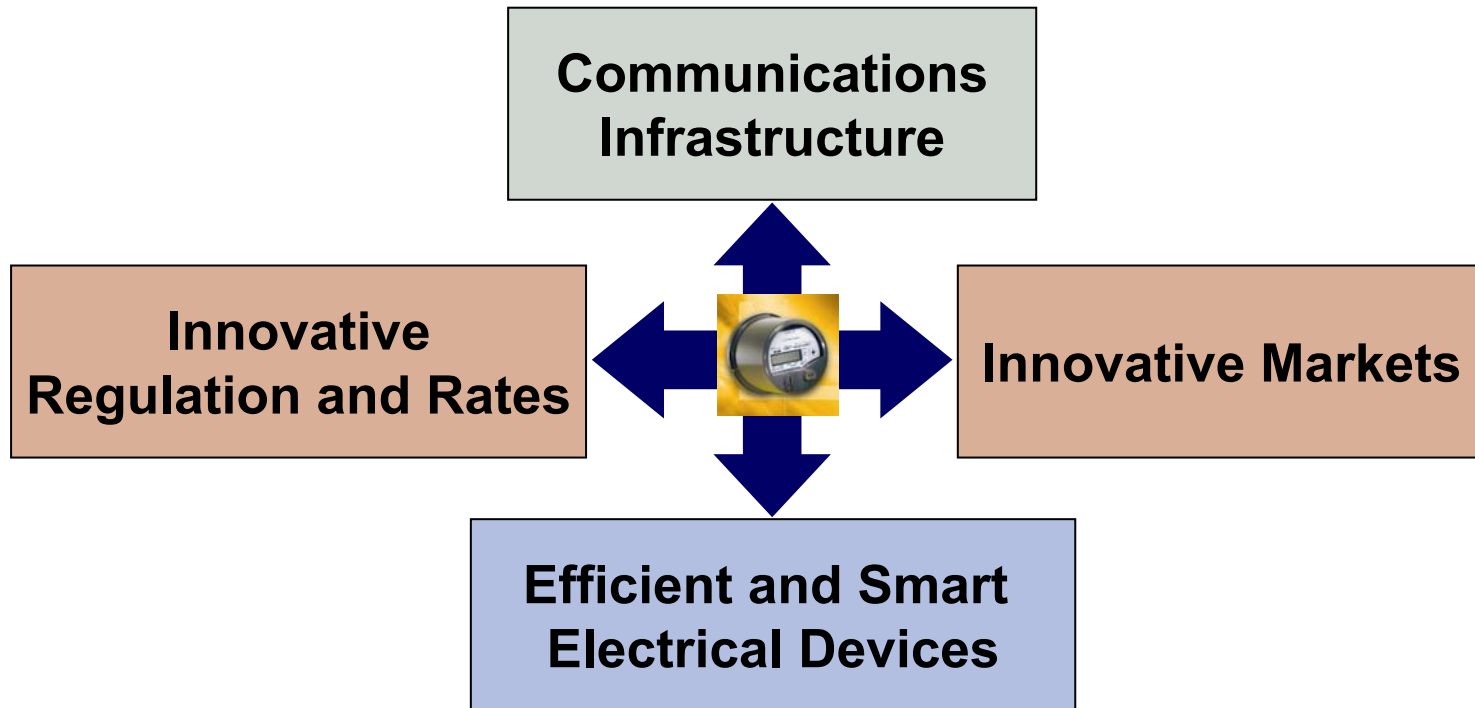 Communications
Infrastructure
Innovative
Regulation and Rates
Innovative Markets
Efficient and Smart
Electrical Devices